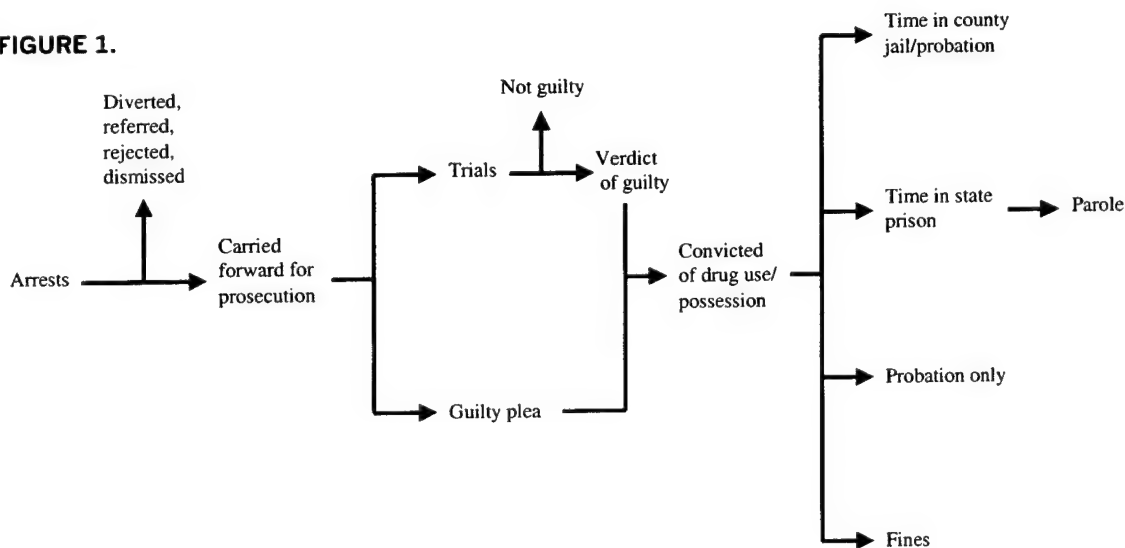 FIGURE 1.
Diverted,
referred,
rejected,
dismissed
Arrests
Carried
forward for
prosecution
Not guilty
Trials
Verdict
of guilty
Guilty plea
Convicted
of drug use/
possession
Time in county
jail/probation
Time in state
prison
Parole
Probation only
Fines